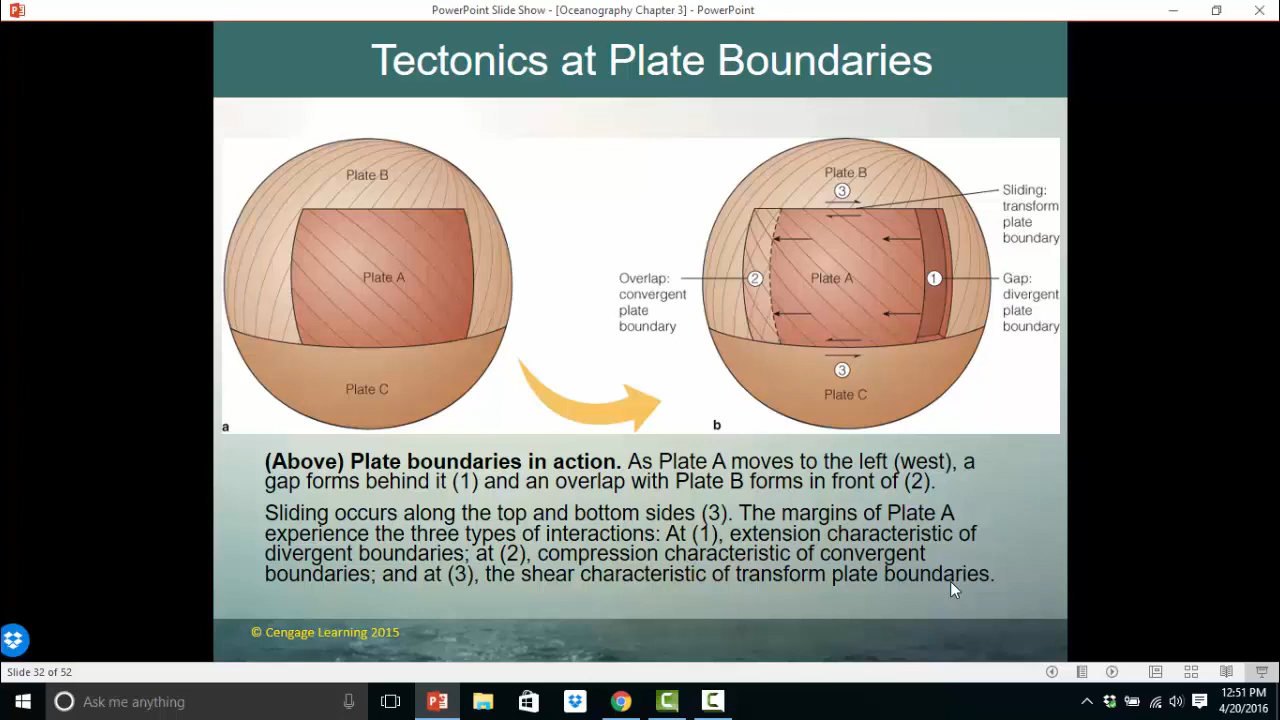 PowerPoint Slide Show - [Oceanography Chapter 3] - PowerPoint
Tectonics at Plate Boundaries
Plate B
Plate A
Plate C
a
Plate B
3
Sliding:
transform
plate
boundary
Overlap:
convergent
plate
boundary
2
Plate A
1
Gap:
divergent
plate
boundary
3
Plate C
b
(Above) Plate boundaries in action. As Plate A moves to the left (west), a
gap forms behind it (1) and an overlap with Plate B forms in front of (2).
Sliding occurs along the top and bottom sides (3). The margins of Plate A
experience the three types of interactions: At (1), extension characteristic of
divergent boundaries; at (2), compression characteristic of convergent
boundaries; and at (3), the shear characteristic of transform plate boundaries.
© Cengage Learning 2015
Slide 32 of 52
Ask me anything
12:51 PM
4/20/2016